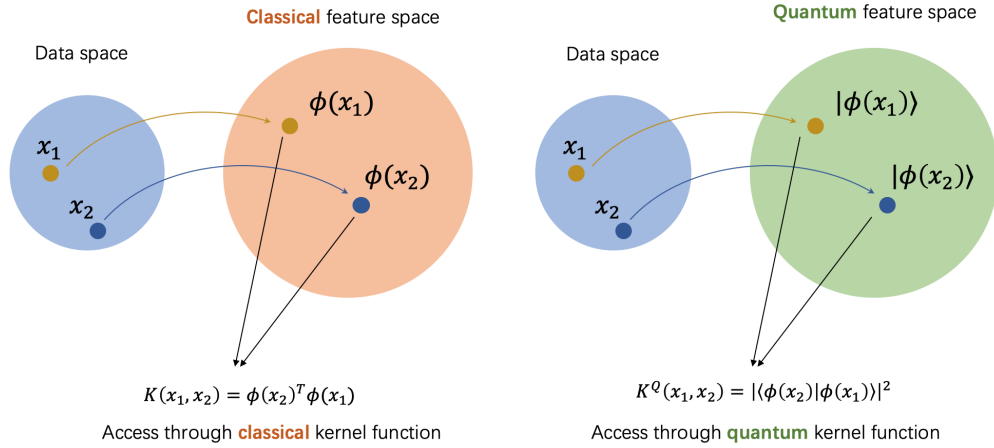 Classical feature space
Data space
ϕ(x₁)
x₁
ϕ(x₂)
x₂
K(x₁, x₂) = ϕ(x₂)ᵀϕ(x₁)
Access through classical kernel function
Quantum feature space
Data space
|ϕ(x₁)⟩
x₁
|ϕ(x₂)⟩
x₂
K^Q(x₁, x₂) = |⟨ϕ(x₂)|ϕ(x₁)⟩|²
Access through quantum kernel function